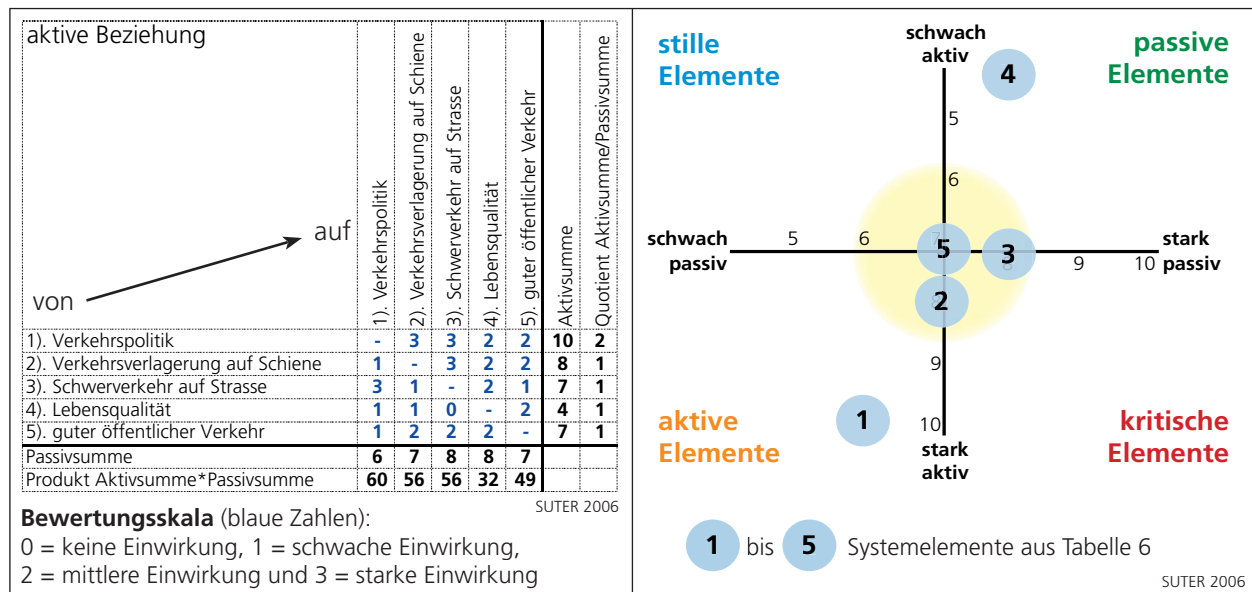 aktive Beziehung
auf
von
1). Verkehrspolitik
2). Verkehrsverlagerung auf Schiene
3). Schwerverkehr auf Strasse
4). Lebensqualität
5). guter öffentlicher Verkehr
Aktivsumme
Quotient Aktivsumme/Passivsumme
1). Verkehrspolitik - 3 3 2 2 10 2
2). Verkehrsverlagerung auf Schiene 1 - 3 2 2 8 1
3). Schwerverkehr auf Strasse 3 1 - 2 1 7 1
4). Lebensqualität 1 1 0 - 2 4 1
5). guter öffentlicher Verkehr 1 2 2 2 - 7 1
Passivsumme 6 7 8 8 7
Produkt Aktivsumme*Passivsumme 60 56 56 32 49
SUTER 2006
Bewertungsskala (blaue Zahlen):
0 = keine Einwirkung, 1 = schwache Einwirkung,
2 = mittlere Einwirkung und 3 = starke Einwirkung
stille
Elemente
schwach
aktiv
passive
Elemente
4
5
6
7
schwach
passiv
5
6
5
3
8
9
10
stark
passiv
2
8
9
1
10
aktive
Elemente
stark
aktiv
kritische
Elemente
1 bis 5 Systemelemente aus Tabelle 6
SUTER 2006